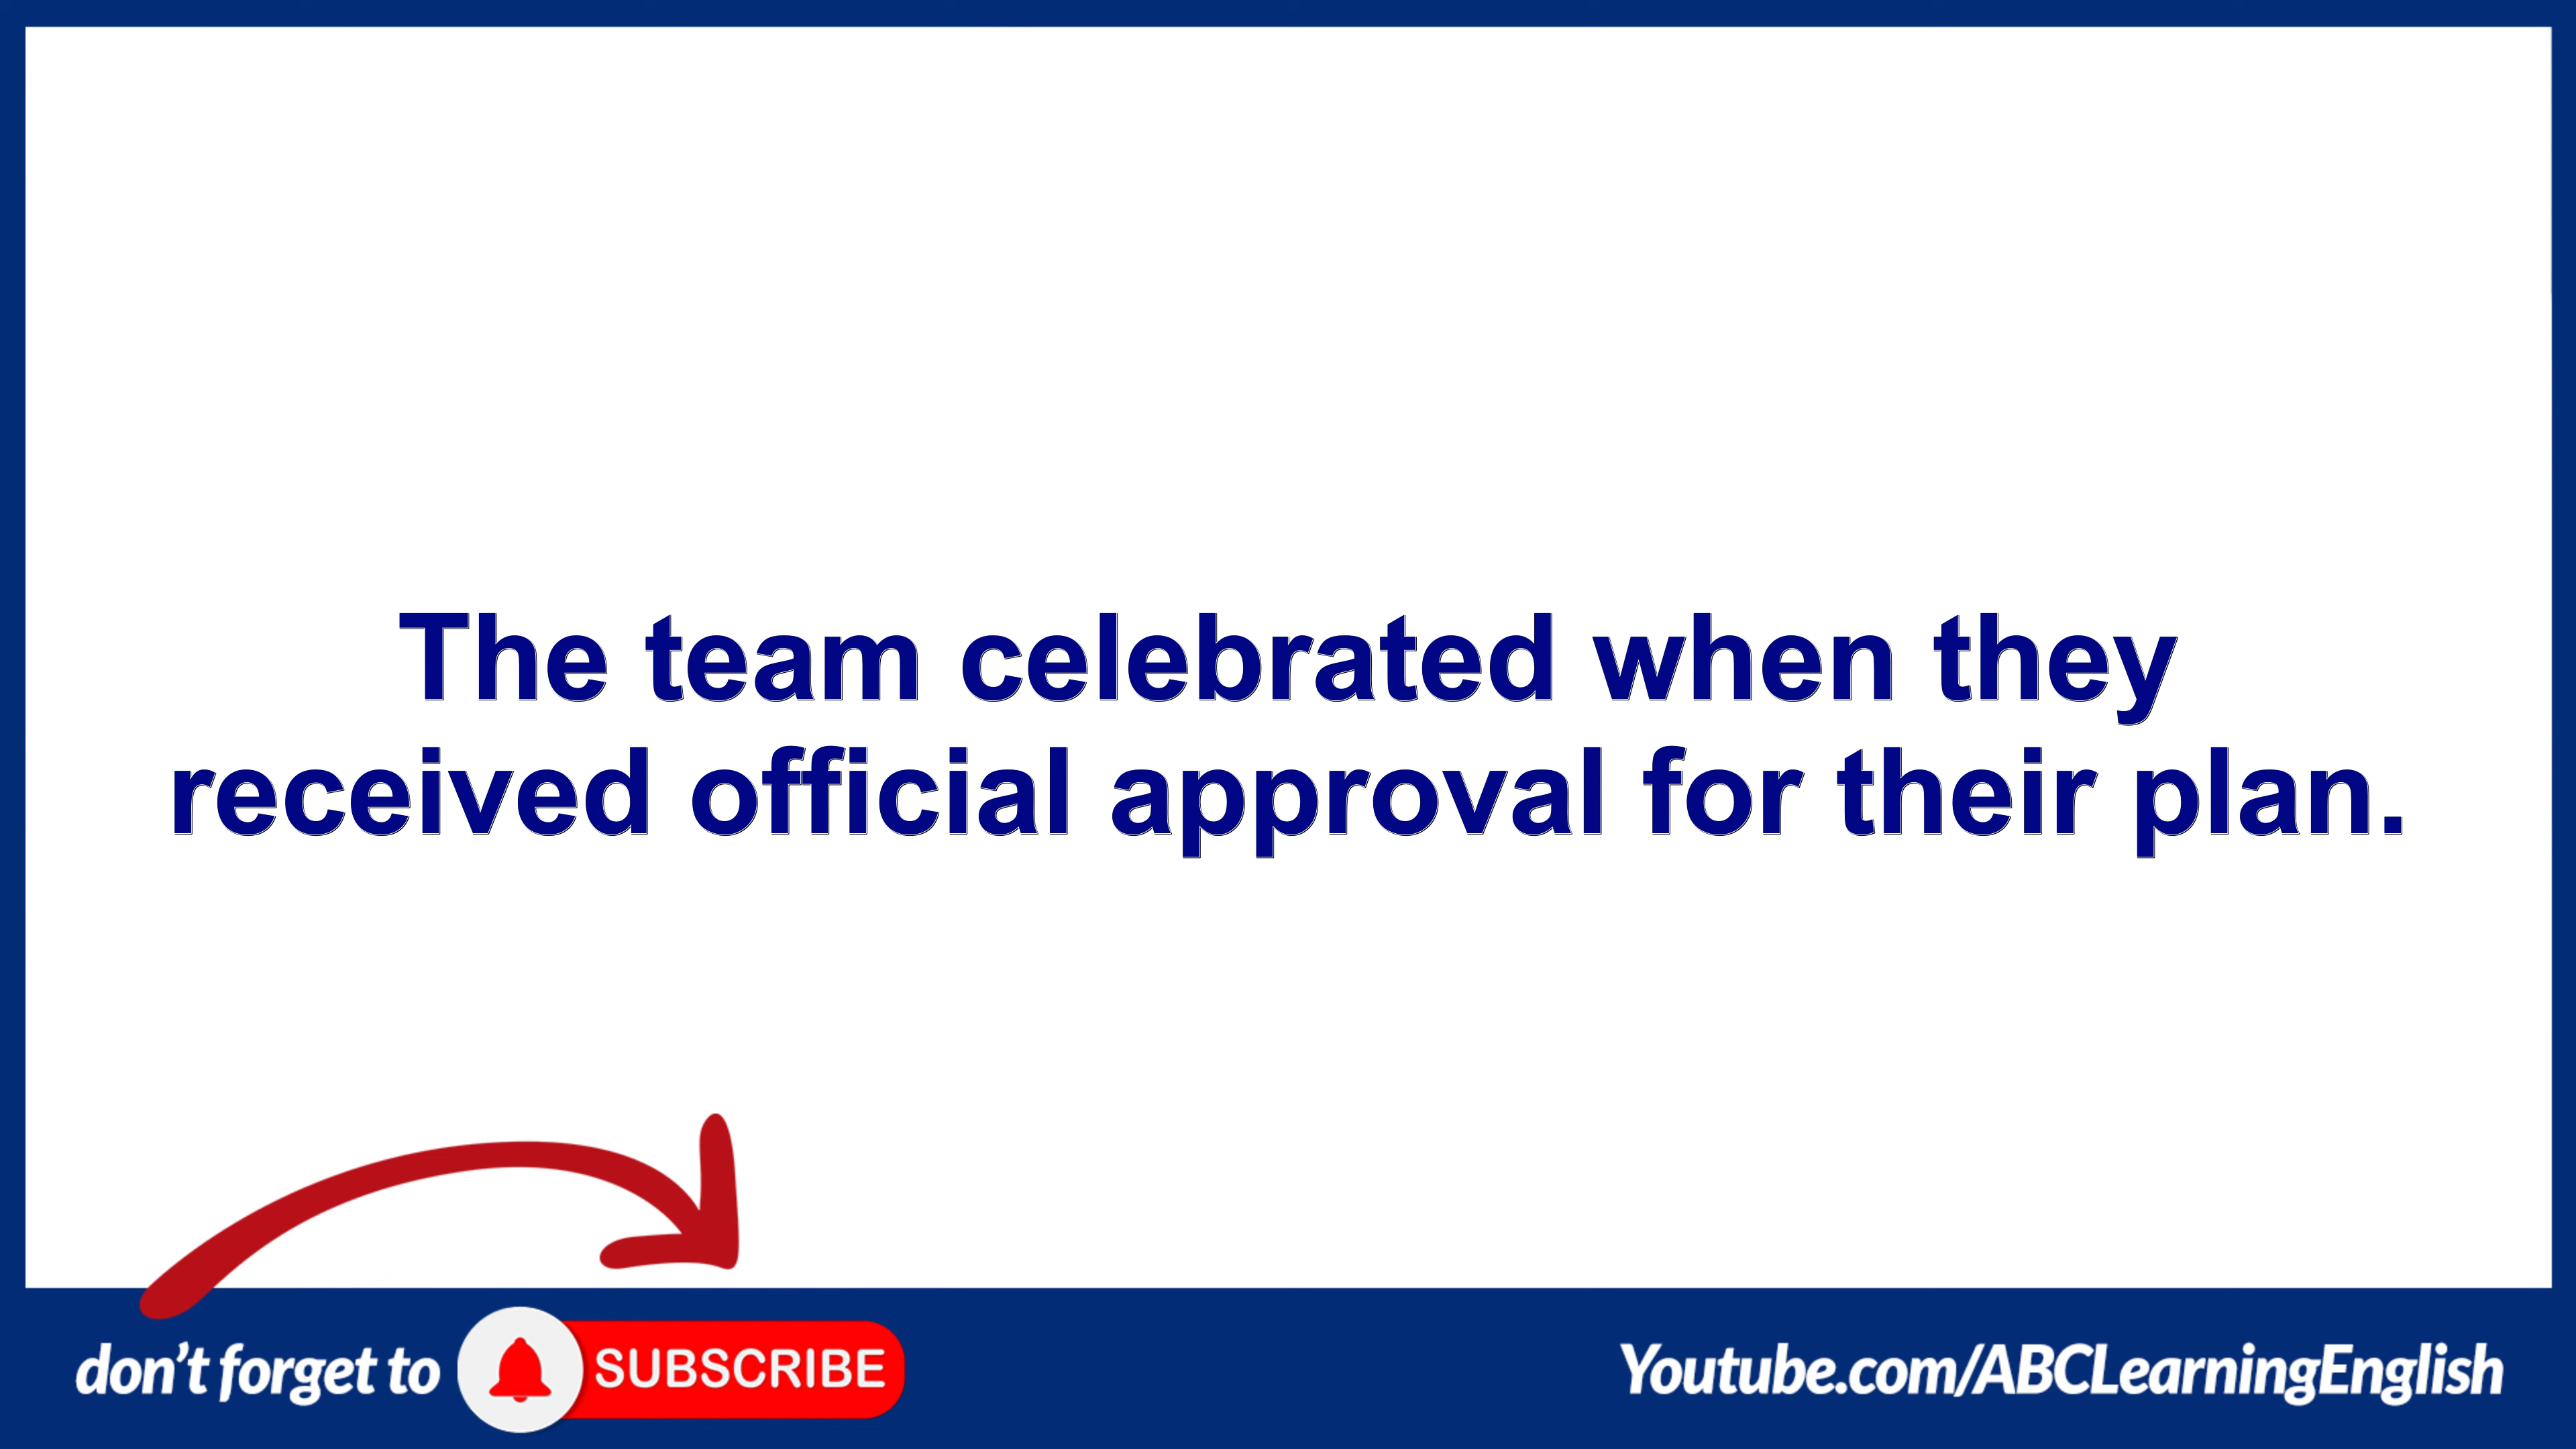 The team celebrated when they
received official approval for their plan.
don't forget to SUBSCRIBE
Youtube.com/ABCLearningEnglish